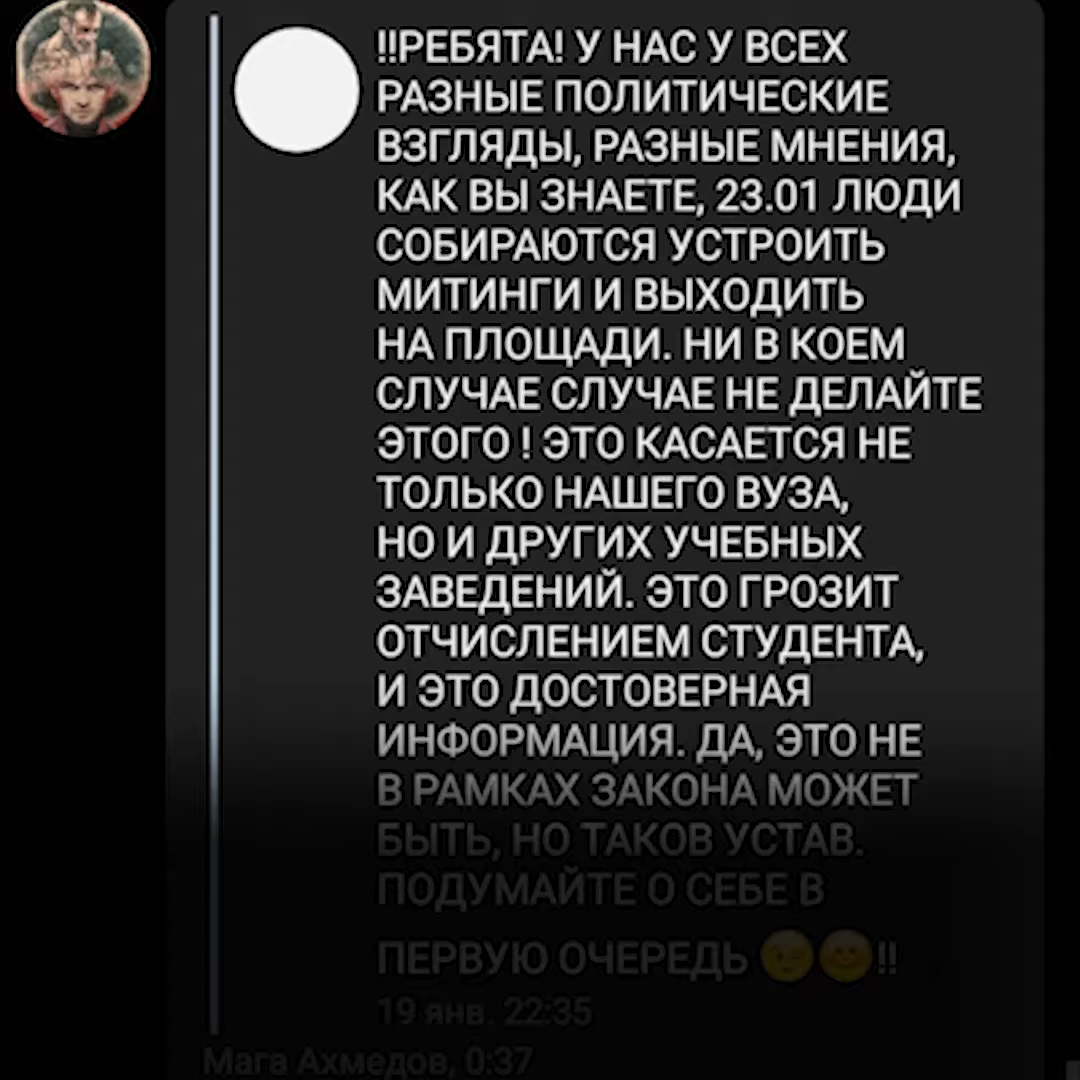 !!РЕБЯТА! У НАС У ВСЕХ
РАЗНЫЕ ПОЛИТИЧЕСКИЕ
ВЗГЛЯДЫ, РАЗНЫЕ МНЕНИЯ,
КАК ВЫ ЗНАЕТЕ, 23.01 ЛЮДИ
СОБИРАЮТСЯ УСТРОИТЬ
МИТИНГИ И ВЫХОДИТЬ
НА ПЛОЩАДИ. НИ В КОЕМ
СЛУЧАЕ СЛУЧАЕ НЕ ДЕЛАЙТЕ
ЭТОГО ! ЭТО КАСАЕТСЯ НЕ
ТОЛЬКО НАШЕГО ВУЗА,
НО И ДРУГИХ УЧЕБНЫХ
ЗАВЕДЕНИЙ. ЭТО ГРОЗИТ
ОТЧИСЛЕНИЕМ СТУДЕНТА,
И ЭТО ДОСТОВЕРНАЯ
ИНФОРМАЦИЯ. ДА, ЭТО НЕ
В РАМКАХ ЗАКОНА МОЖЕТ
БЫТЬ, НО ТАКОВ УСТАВ.
ПОДУМАЙТЕ О СЕБЕ В
ПЕРВУЮ ОЧЕРЕДЬ 😉🙂!!
19 янв. 22:35
Мага Ахмедов, 0:37